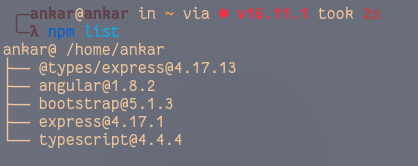 ╭─ankar@ankar in ~ via ⬢ v16.11.1 took 2s
╰─λ npm list
ankar@ /home/ankar
├── @types/express@4.17.13
├── angular@1.8.2
├── bootstrap@5.1.3
├── express@4.17.1
└── typescript@4.4.4